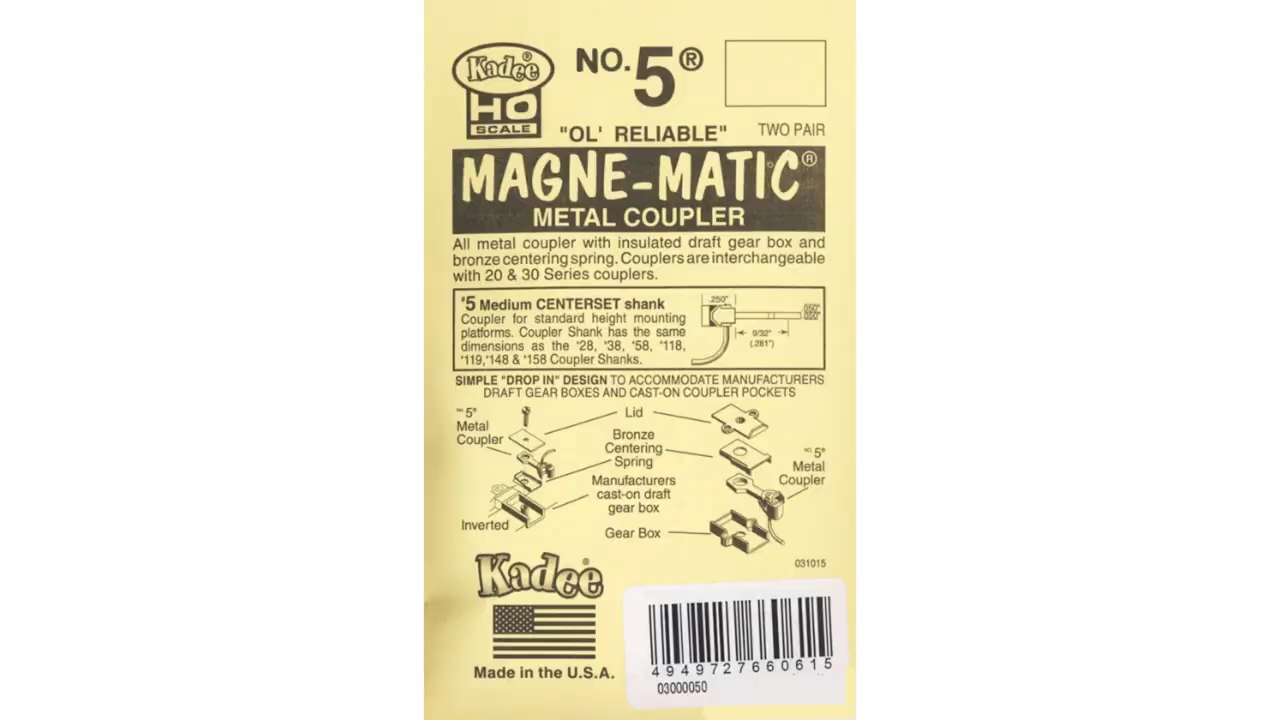 Kadee®
HO
SCALE
NO. 5®
"OL' RELIABLE"
TWO PAIR
MAGNE-MATIC®
METAL COUPLER
All metal coupler with insulated draft gear box and
bronze centering spring. Couplers are interchangeable
with 20 & 30 Series couplers.
#5 Medium CENTERSET shank
Coupler for standard height mounting
platforms. Coupler Shank has the same
dimensions as the #28, #38, #58, #118,
#119, #148 & #158 Coupler Shanks.
.250"
9/32"
(.281")
SIMPLE "DROP IN" DESIGN TO ACCOMMODATE MANUFACTURERS
DRAFT GEAR BOXES AND CAST-ON COUPLER POCKETS
NO. 5®
Metal
Coupler
Lid
Bronze
Centering
Spring
Manufacturers
cast-on draft
gear box
Inverted
Gear Box
NO. 5®
Metal
Coupler
031015
Kadee®
Made in the U.S.A.
4949727660615
03000050